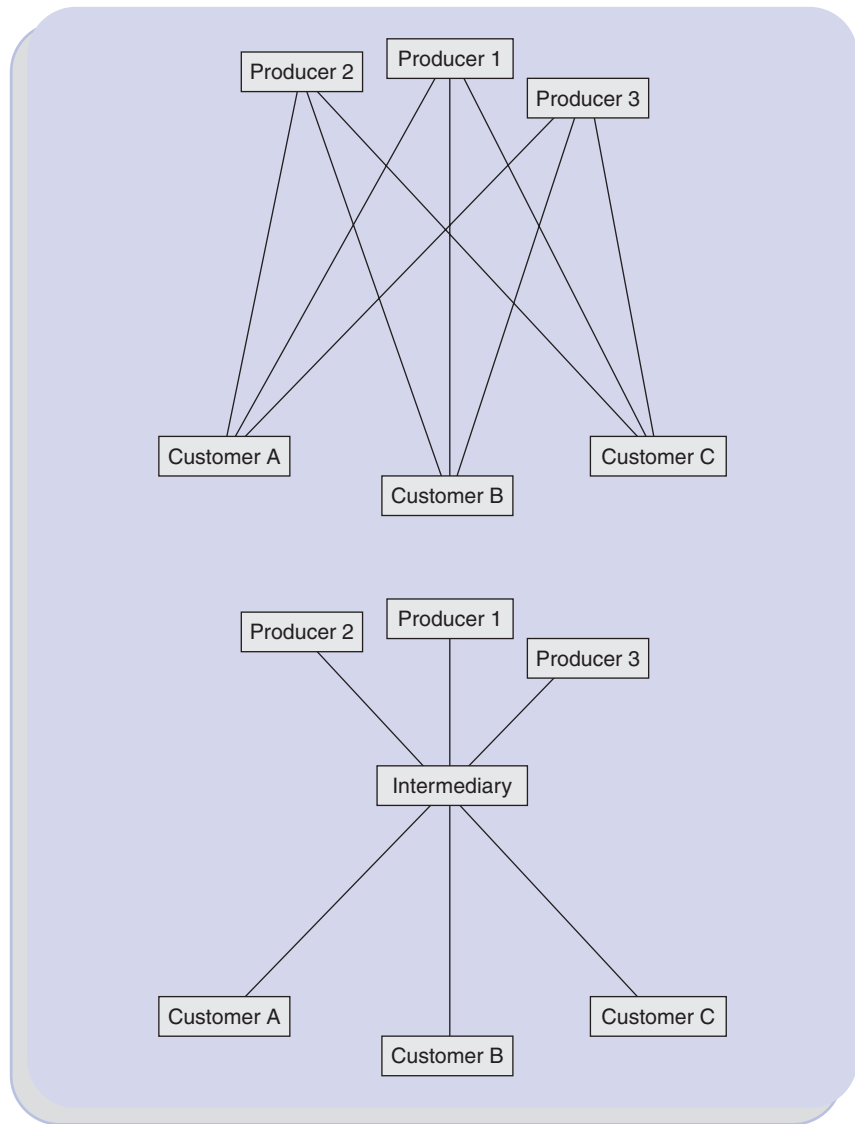 Producer 2
Producer 1
Producer 3
Customer A
Customer B
Customer C
Producer 2
Producer 1
Producer 3
Intermediary
Customer A
Customer B
Customer C